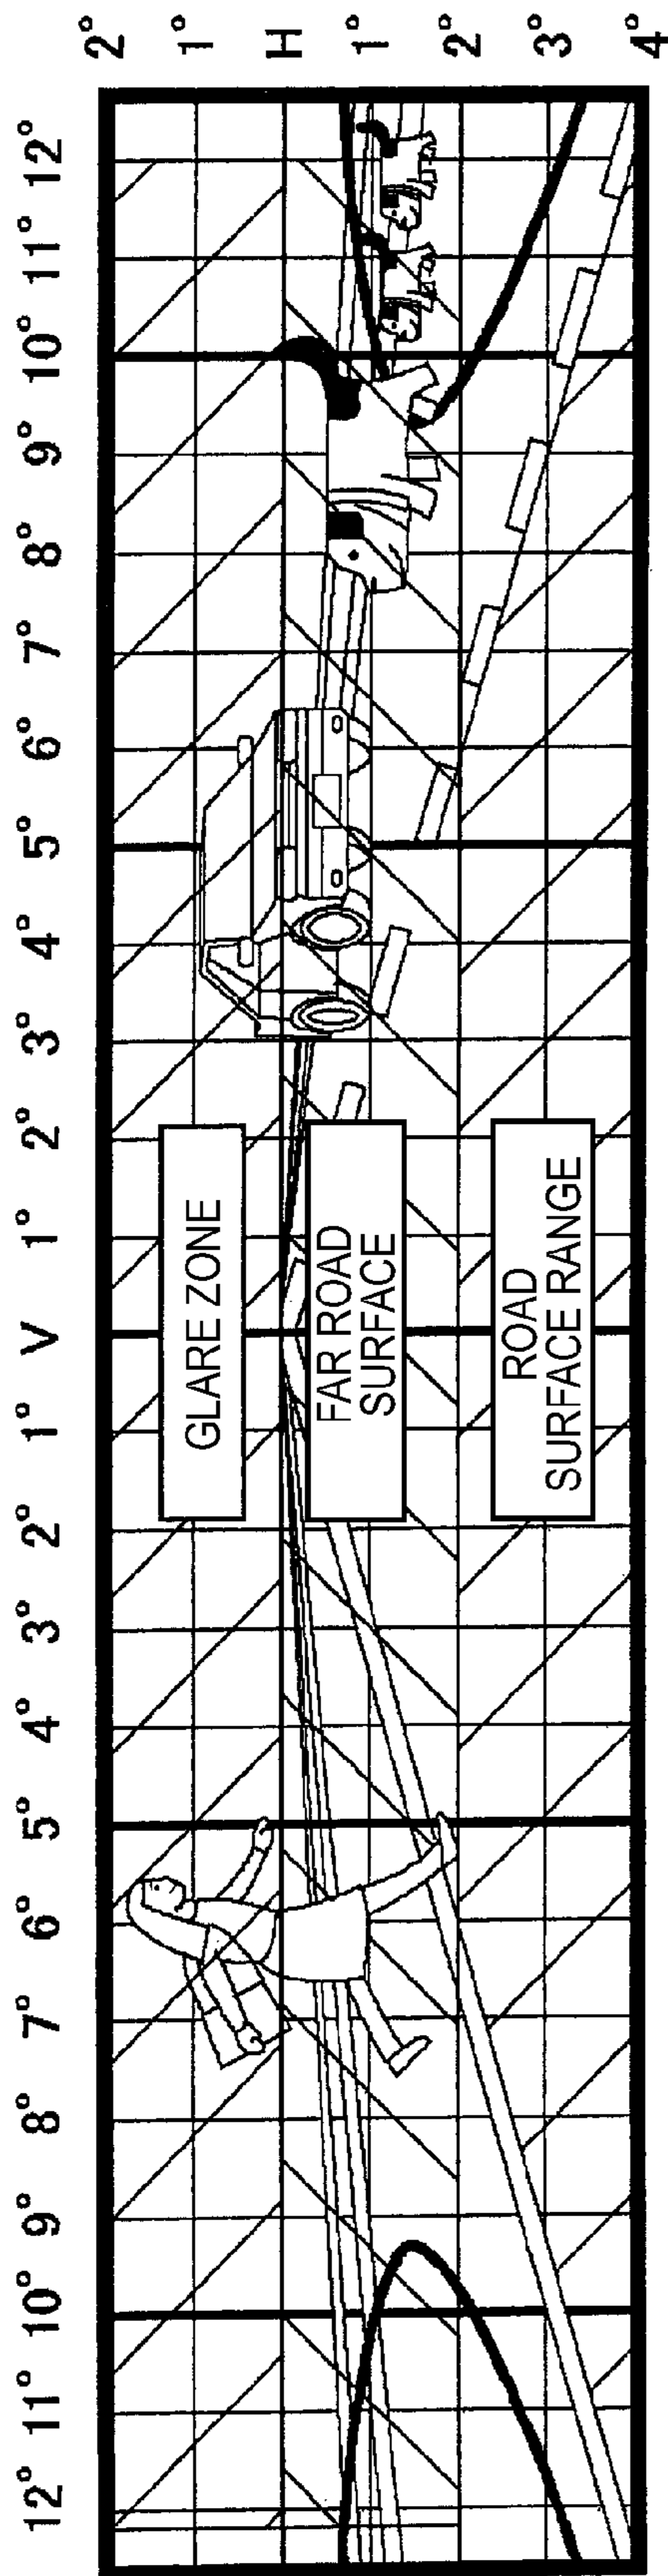 12° 11° 10° 9° 8° 7° 6° 5° 4° 3° 2° 1° V 1° 2° 3° 4° 5° 6° 7° 8° 9° 10° 11° 12°
2°
1°
H
1°
2°
3°
4°
GLARE ZONE
FAR ROAD
SURFACE
ROAD
SURFACE RANGE